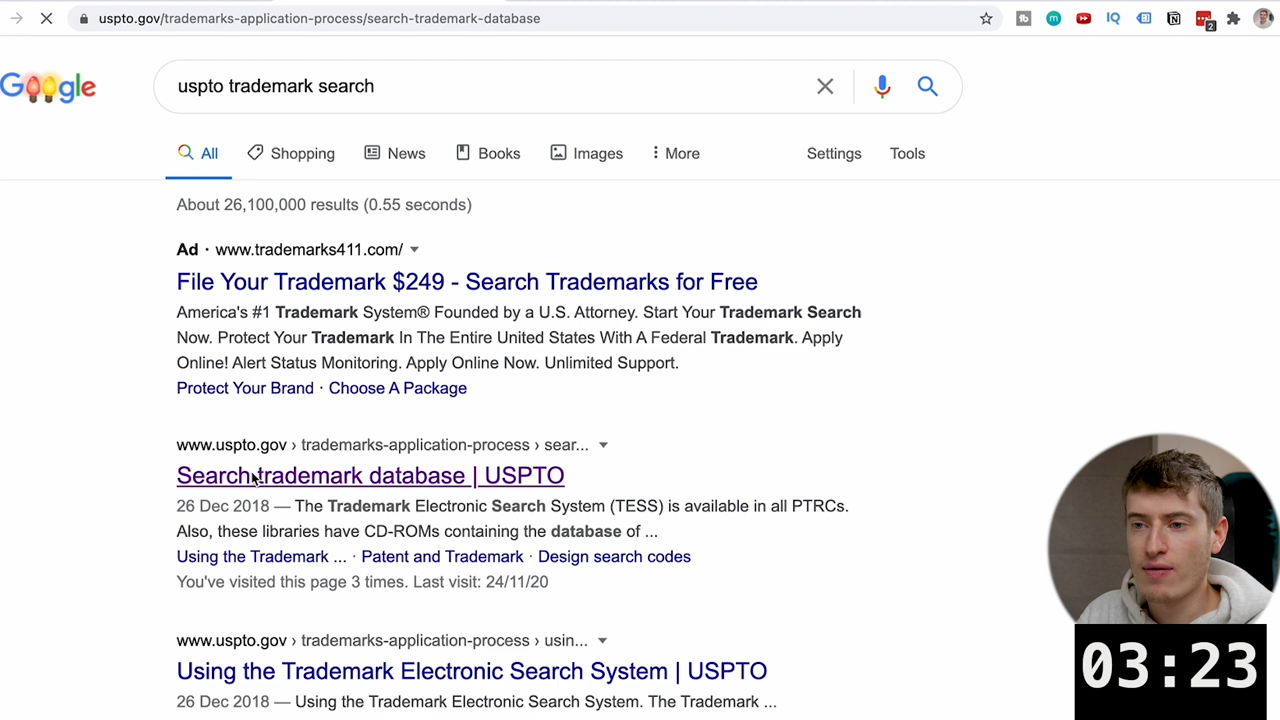 uspto.gov/trademarks-application-process/search-trademark-database
2
Google
uspto trademark search
All
Shopping
News
Books
Images
More
Settings
Tools
About 26,100,000 results (0.55 seconds)
Ad · www.trademarks411.com/
File Your Trademark $249 - Search Trademarks for Free
America's #1 Trademark System® Founded by a U.S. Attorney. Start Your Trademark Search
Now. Protect Your Trademark In The Entire United States With A Federal Trademark. Apply
Online! Alert Status Monitoring. Apply Online Now. Unlimited Support.
Protect Your Brand · Choose A Package
www.uspto.gov › trademarks-application-process › sear...
Search trademark database | USPTO
26 Dec 2018 — The Trademark Electronic Search System (TESS) is available in all PTRCs.
Also, these libraries have CD-ROMs containing the database of ...
Using the Trademark ... · Patent and Trademark · Design search codes
You've visited this page 3 times. Last visit: 24/11/20
www.uspto.gov › trademarks-application-process › usin...
Using the Trademark Electronic Search System | USPTO
26 Dec 2018 — Using the Trademark Electronic Search System. The Trademark ...
03:23